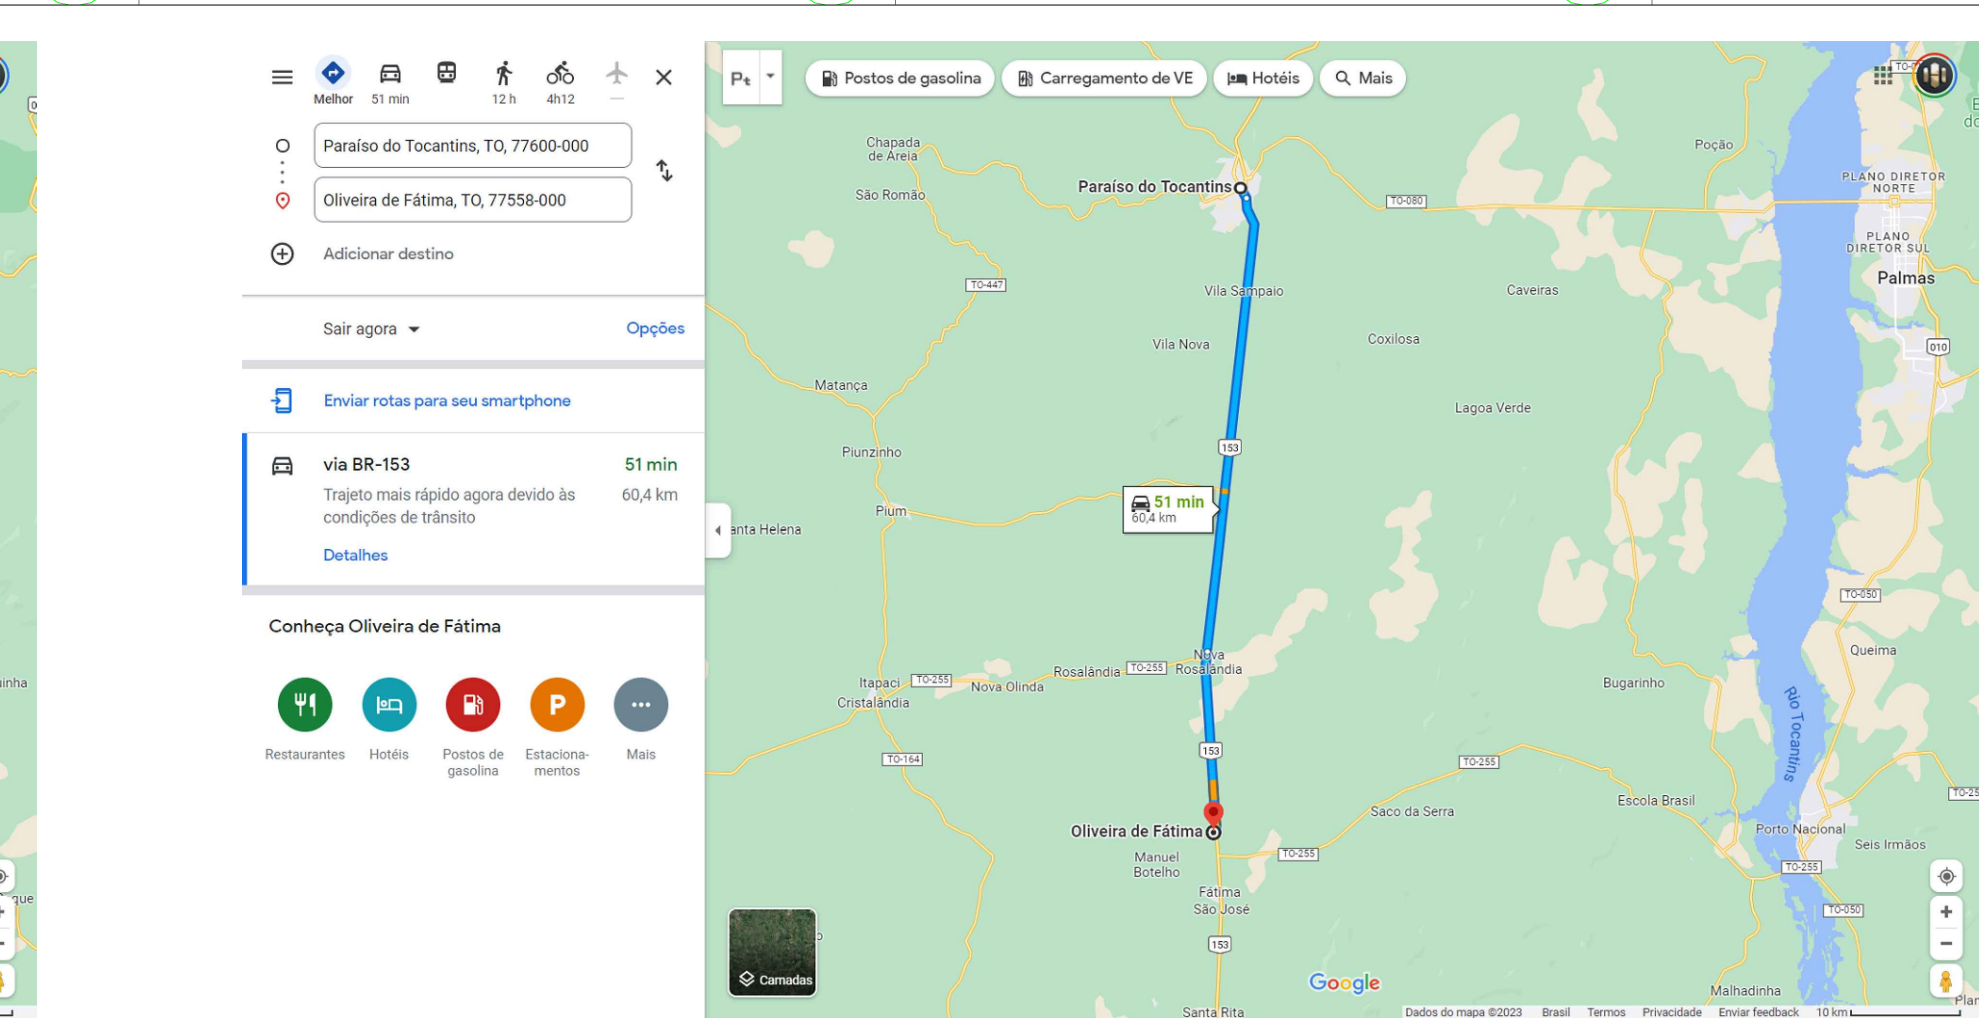 Melhor
51 min
12 h
4h12
Paraíso do Tocantins, TO, 77600-000
Oliveira de Fátima, TO, 77558-000
Adicionar destino
Sair agora
Opções
Enviar rotas para seu smartphone
via BR-153
51 min
Trajeto mais rápido agora devido às
60,4 km
condições de trânsito
Detalhes
Conheça Oliveira de Fátima
Restaurantes
Hotéis
Postos de
gasolina
Estaciona-
mentos
Mais
Postos de gasolina
Carregamento de VE
Hotéis
Mais
Chapada
de Areia
São Romão
Paraíso do Tocantins
TO-080
Poção
PLANO DIRETOR
NORTE
PLANO
DIRETOR SUL
Palmas
TO-447
Vila Sampaio
Caveiras
Vila Nova
Coxilosa
010
Matança
Lagoa Verde
Piunzinho
153
51 min
60,4 km
Pium
anta Helena
TO-050
Nova
Rosalândia
Rosalândia
TO-255
Queima
Itapaci
TO-255
Nova Olinda
Cristalândia
Bugarinho
Rio Tocantins
153
TO-164
TO-255
Escola Brasil
Saco da Serra
Oliveira de Fátima
Porto Nacional
Seis Irmãos
Manuel
Botelho
TO-255
TO-255
Fátima
São José
TO-050
153
Camadas
Google
Malhadinha
Santa Rita
Dados do mapa ©2023
Brasil
Termos
Privacidade
Enviar feedback
10 km